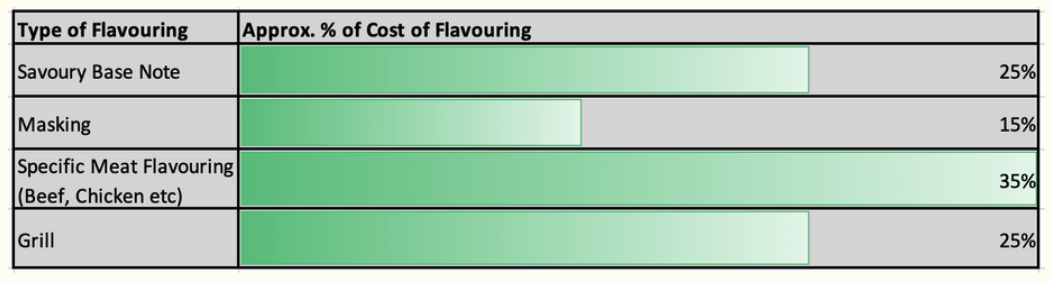 Type of Flavouring Approx. % of Cost of Flavouring
Savoury Base Note 25%
Masking 15%
Specific Meat Flavouring
(Beef, Chicken etc) 35%
Grill 25%